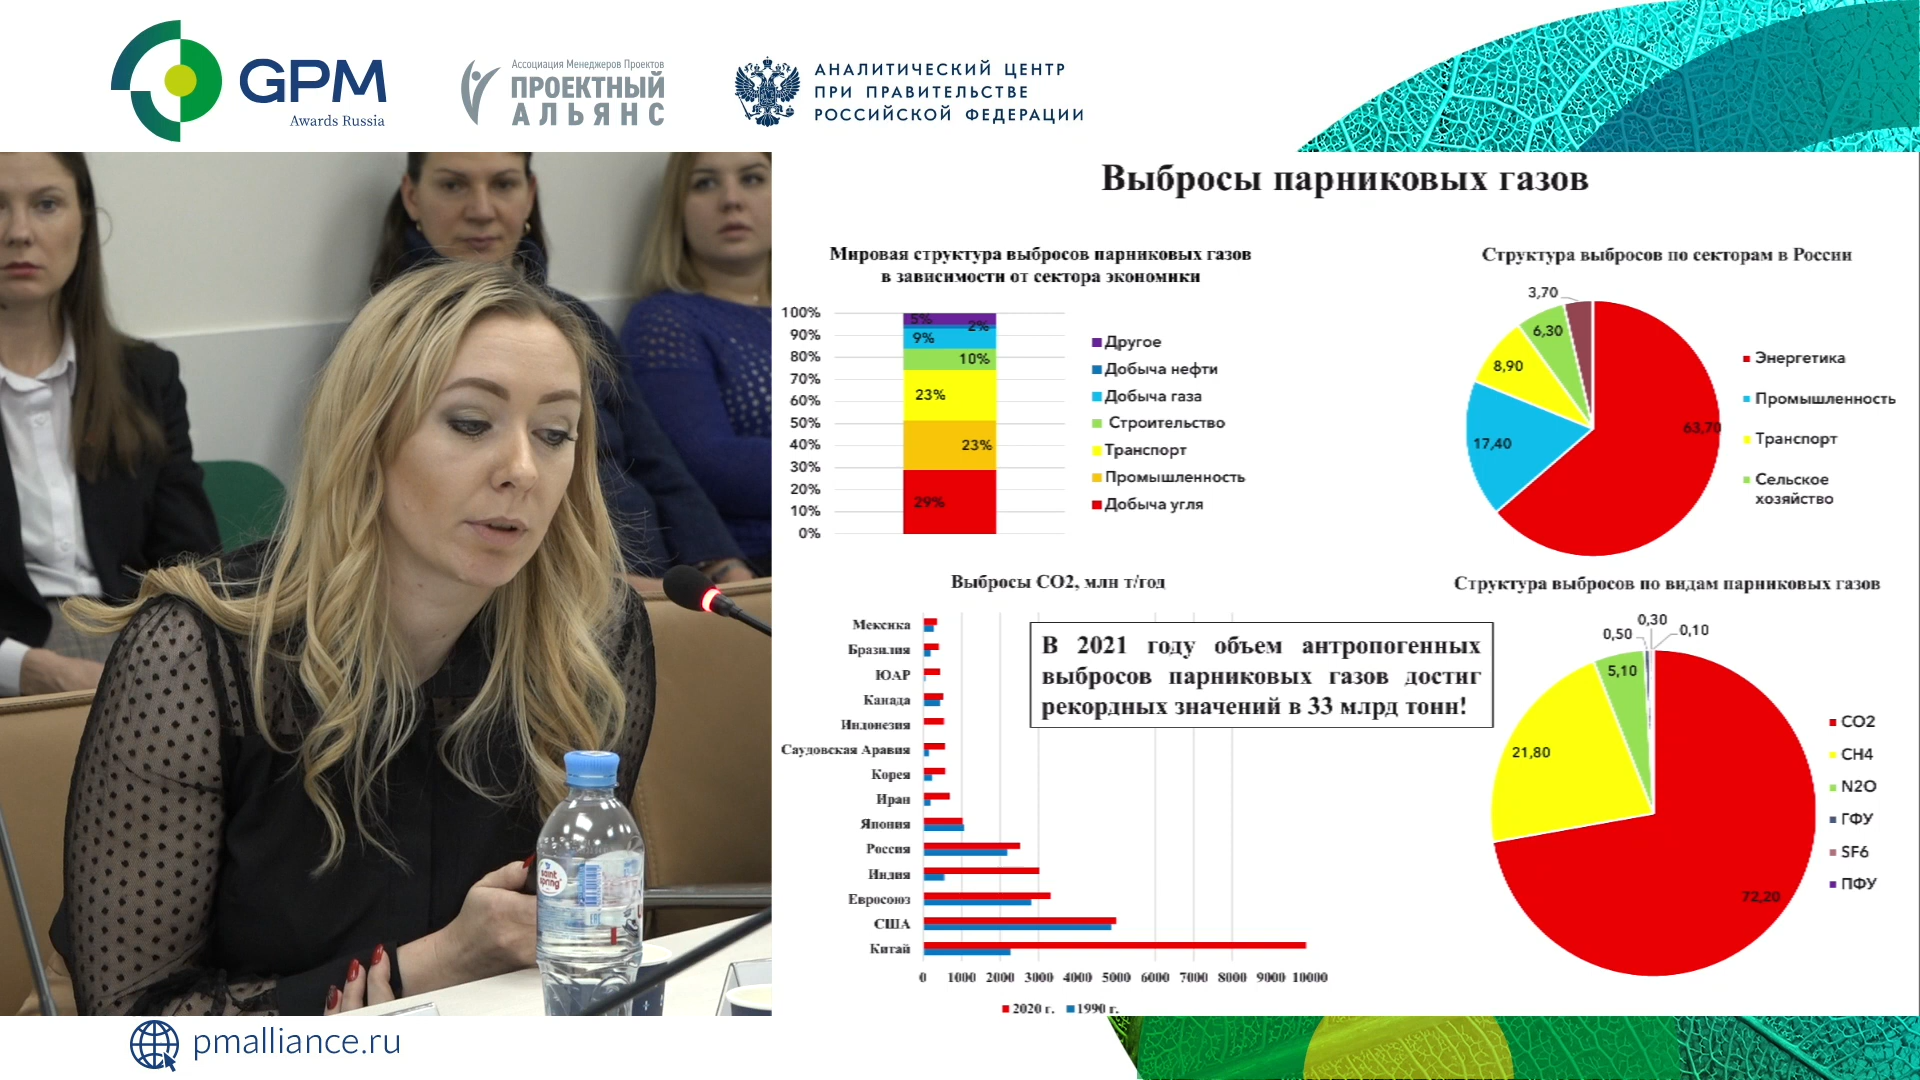 GPM
Awards Russia
Ассоциация Менеджеров Проектов
ПРОЕКТНЫЙ
АЛЬЯНС
АНАЛИТИЧЕСКИЙ ЦЕНТР
ПРИ ПРАВИТЕЛЬСТВЕ
РОССИЙСКОЙ ФЕДЕРАЦИИ
Выбросы парниковых газов
Мировая структура выбросов парниковых газов
в зависимости от сектора экономики
100%
90%
80%
70%
60%
50%
40%
30%
20%
10%
0%
5%
2%
9%
10%
23%
23%
29%
Другое
Добыча нефти
Добыча газа
Строительство
Транспорт
Промышленность
Добыча угля
Структура выбросов по секторам в России
3,70
6,30
8,90
17,40
63,70
Энергетика
Промышленность
Транспорт
Сельское
хозяйство
Выбросы СО2, млн т/год
Мексика
Бразилия
ЮАР
Канада
Индонезия
Саудовская Аравия
Корея
Иран
Япония
Россия
Индия
Евросоюз
США
Китай
0 1000 2000 3000 4000 5000 6000 7000 8000 9000 10000
2020 г. 1990 г.
В 2021 году объем антропогенных
выбросов парниковых газов достиг
рекордных значений в 33 млрд тонн!
Структура выбросов по видам парниковых газов
0,50
0,30
0,10
5,10
21,80
72,20
CO2
CH4
N2O
ГФУ
SF6
ПФУ
saint
spring
pmalliance.ru